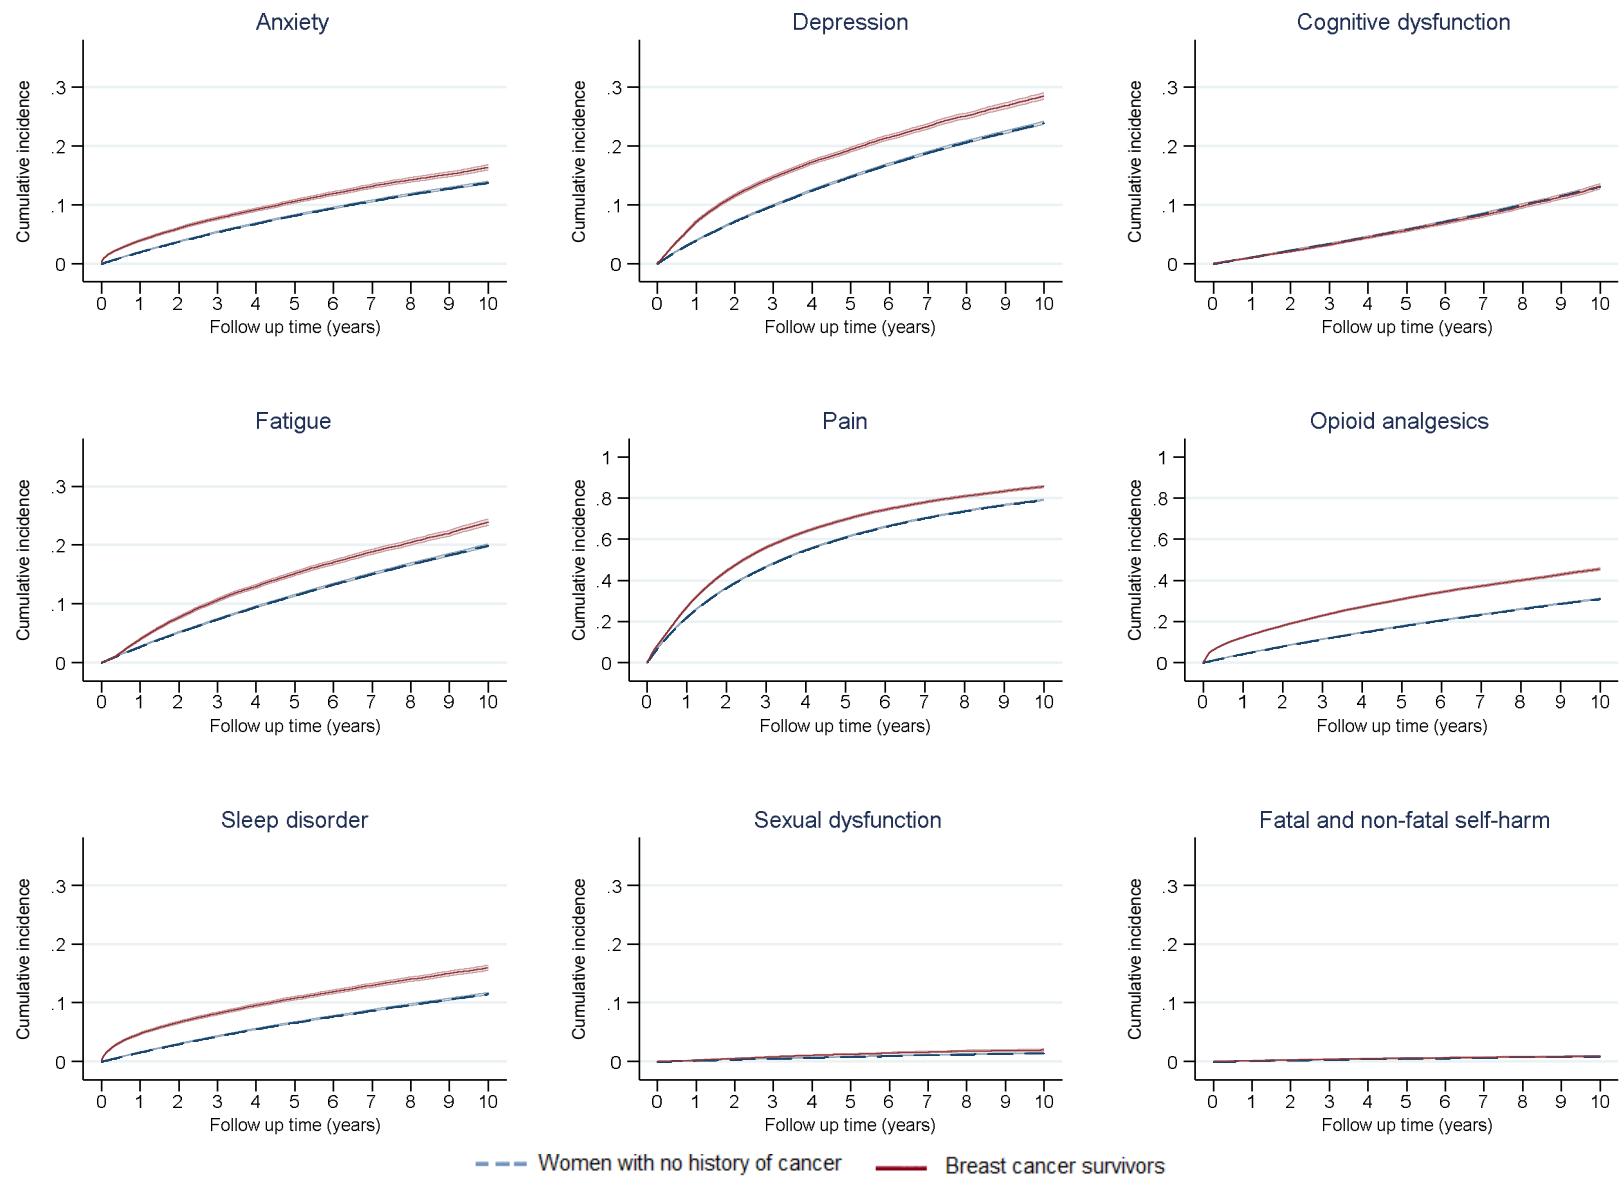 Anxiety
Cumulative incidence
.3
.2
.1
0
0 1 2 3 4 5 6 7 8 9 10
Follow up time (years)
Depression
Cumulative incidence
.3
.2
.1
0
0 1 2 3 4 5 6 7 8 9 10
Follow up time (years)
Cognitive dysfunction
Cumulative incidence
.3
.2
.1
0
0 1 2 3 4 5 6 7 8 9 10
Follow up time (years)
Fatigue
Cumulative incidence
.3
.2
.1
0
0 1 2 3 4 5 6 7 8 9 10
Follow up time (years)
Pain
Cumulative incidence
1
.8
.6
.4
.2
0
0 1 2 3 4 5 6 7 8 9 10
Follow up time (years)
Opioid analgesics
Cumulative incidence
1
.8
.6
.4
.2
0
0 1 2 3 4 5 6 7 8 9 10
Follow up time (years)
Sleep disorder
Cumulative incidence
.3
.2
.1
0
0 1 2 3 4 5 6 7 8 9 10
Follow up time (years)
Sexual dysfunction
Cumulative incidence
.3
.2
.1
0
0 1 2 3 4 5 6 7 8 9 10
Follow up time (years)
Fatal and non-fatal self-harm
Cumulative incidence
.3
.2
.1
0
0 1 2 3 4 5 6 7 8 9 10
Follow up time (years)
Women with no history of cancer
Breast cancer survivors